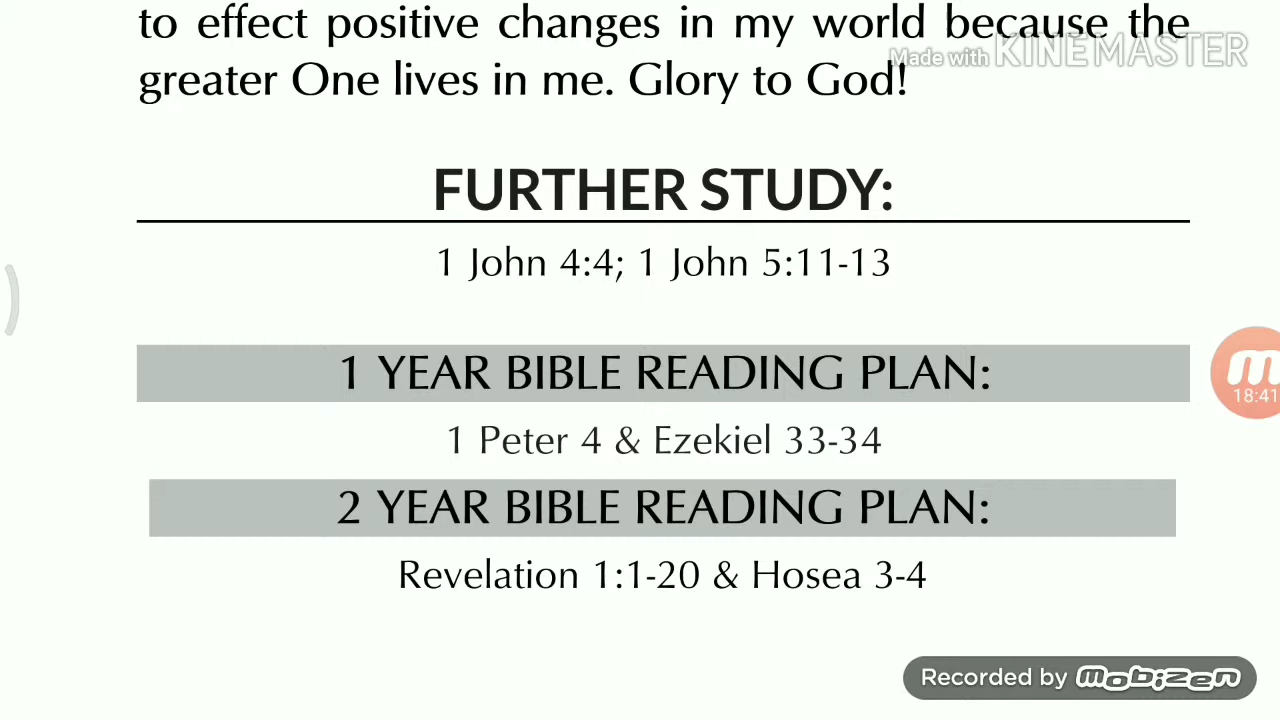 to effect positive changes in my world because the
Made with KINEMASTER
greater One lives in me. Glory to God!
FURTHER STUDY:
1 John 4:4; 1 John 5:11-13
1 YEAR BIBLE READING PLAN:
18:41
1 Peter 4 & Ezekiel 33-34
2 YEAR BIBLE READING PLAN:
Revelation 1:1-20 & Hosea 3-4
Recorded by mobizen